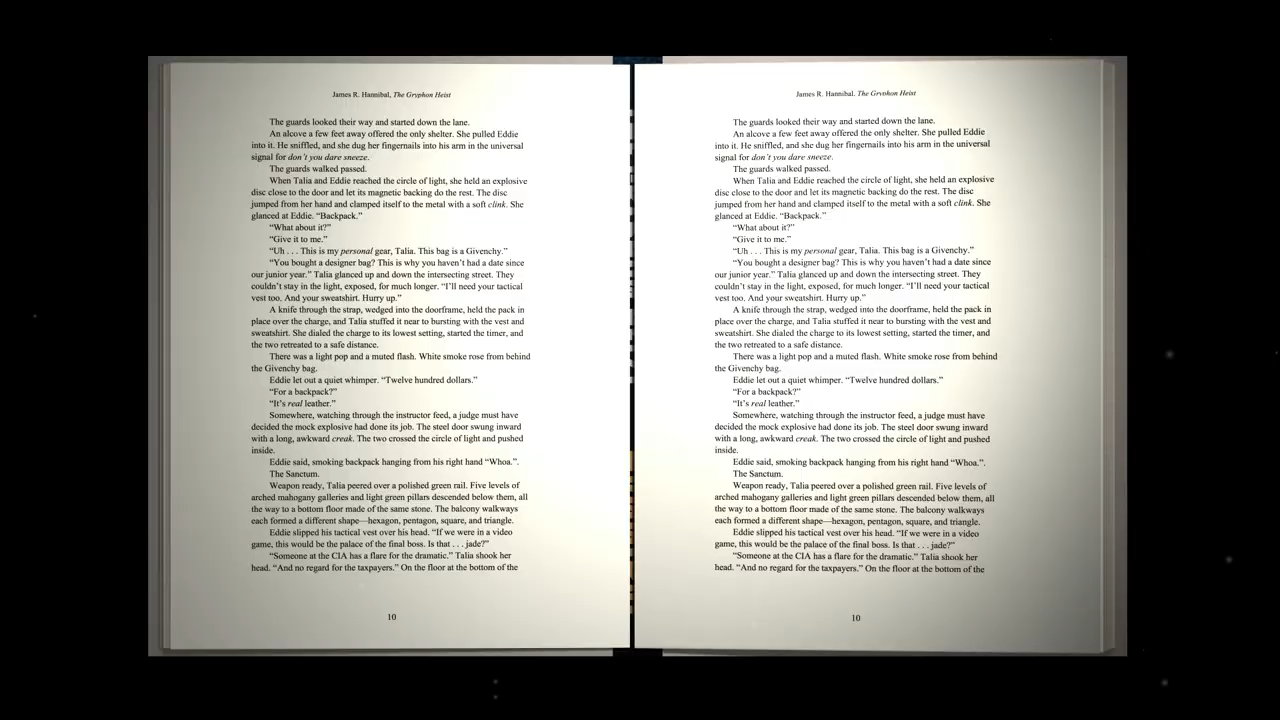 James R. Hannibal, The Gryphon Heist
The guards looked their way and started down the lane.
An alcove a few feet away offered the only shelter. She pulled Eddie
into it. He sniffled, and she dug her fingernails into his arm in the universal
signal for don't you dare sneeze.
The guards walked passed.
When Talia and Eddie reached the circle of light, she held an explosive
disc close to the door and let its magnetic backing do the rest. The disc
jumped from her hand and clamped itself to the metal with a soft clink. She
glanced at Eddie. “Backpack.”
“What about it?”
“Give it to me.”
“Uh . . . This is my personal gear, Talia. This bag is a Givenchy.”
“You bought a designer bag? This is why you haven't had a date since
our junior year.” Talia glanced up and down the intersecting street. They
couldn't stay in the light, exposed, for much longer. “I'll need your tactical
vest too. And your sweatshirt. Hurry up.”
A knife through the strap, wedged into the doorframe, held the pack in
place over the charge, and Talia stuffed it near to bursting with the vest and
sweatshirt. She dialed the charge to its lowest setting, started the timer, and
the two retreated to a safe distance.
There was a light pop and a muted flash. White smoke rose from behind
the Givenchy bag.
Eddie let out a quiet whimper. “Twelve hundred dollars.”
“For a backpack?”
“It's real leather.”
Somewhere, watching through the instructor feed, a judge must have
decided the mock explosive had done its job. The steel door swung inward
with a long, awkward creak. The two crossed the circle of light and pushed
inside.
Eddie said, smoking backpack hanging from his right hand “Whoa.”.
The Sanctum.
Weapon ready, Talia peered over a polished green rail. Five levels of
arched mahogany galleries and light green pillars descended below them, all
the way to a bottom floor made of the same stone. The balcony walkways
each formed a different shape—hexagon, pentagon, square, and triangle.
Eddie slipped his tactical vest over his head. “If we were in a video
game, this would be the palace of the final boss. Is that . . . jade?”
“Someone at the CIA has a flare for the dramatic.” Talia shook her
head. “And no regard for the taxpayers.” On the floor at the bottom of the
10
James R. Hannibal, The Gryphon Heist
The guards looked their way and started down the lane.
An alcove a few feet away offered the only shelter. She pulled Eddie
into it. He sniffled, and she dug her fingernails into his arm in the universal
signal for don't you dare sneeze.
The guards walked passed.
When Talia and Eddie reached the circle of light, she held an explosive
disc close to the door and let its magnetic backing do the rest. The disc
jumped from her hand and clamped itself to the metal with a soft clink. She
glanced at Eddie. “Backpack.”
“What about it?”
“Give it to me.”
“Uh . . . This is my personal gear, Talia. This bag is a Givenchy.”
“You bought a designer bag? This is why you haven't had a date since
our junior year.” Talia glanced up and down the intersecting street. They
couldn't stay in the light, exposed, for much longer. “I'll need your tactical
vest too. And your sweatshirt. Hurry up.”
A knife through the strap, wedged into the doorframe, held the pack in
place over the charge, and Talia stuffed it near to bursting with the vest and
sweatshirt. She dialed the charge to its lowest setting, started the timer, and
the two retreated to a safe distance.
There was a light pop and a muted flash. White smoke rose from behind
the Givenchy bag.
Eddie let out a quiet whimper. “Twelve hundred dollars.”
“For a backpack?”
“It's real leather.”
Somewhere, watching through the instructor feed, a judge must have
decided the mock explosive had done its job. The steel door swung inward
with a long, awkward creak. The two crossed the circle of light and pushed
inside.
Eddie said, smoking backpack hanging from his right hand “Whoa.”.
The Sanctum.
Weapon ready, Talia peered over a polished green rail. Five levels of
arched mahogany galleries and light green pillars descended below them, all
the way to a bottom floor made of the same stone. The balcony walkways
each formed a different shape—hexagon, pentagon, square, and triangle.
Eddie slipped his tactical vest over his head. “If we were in a video
game, this would be the palace of the final boss. Is that . . . jade?”
“Someone at the CIA has a flare for the dramatic.” Talia shook her
head. “And no regard for the taxpayers.” On the floor at the bottom of the
10